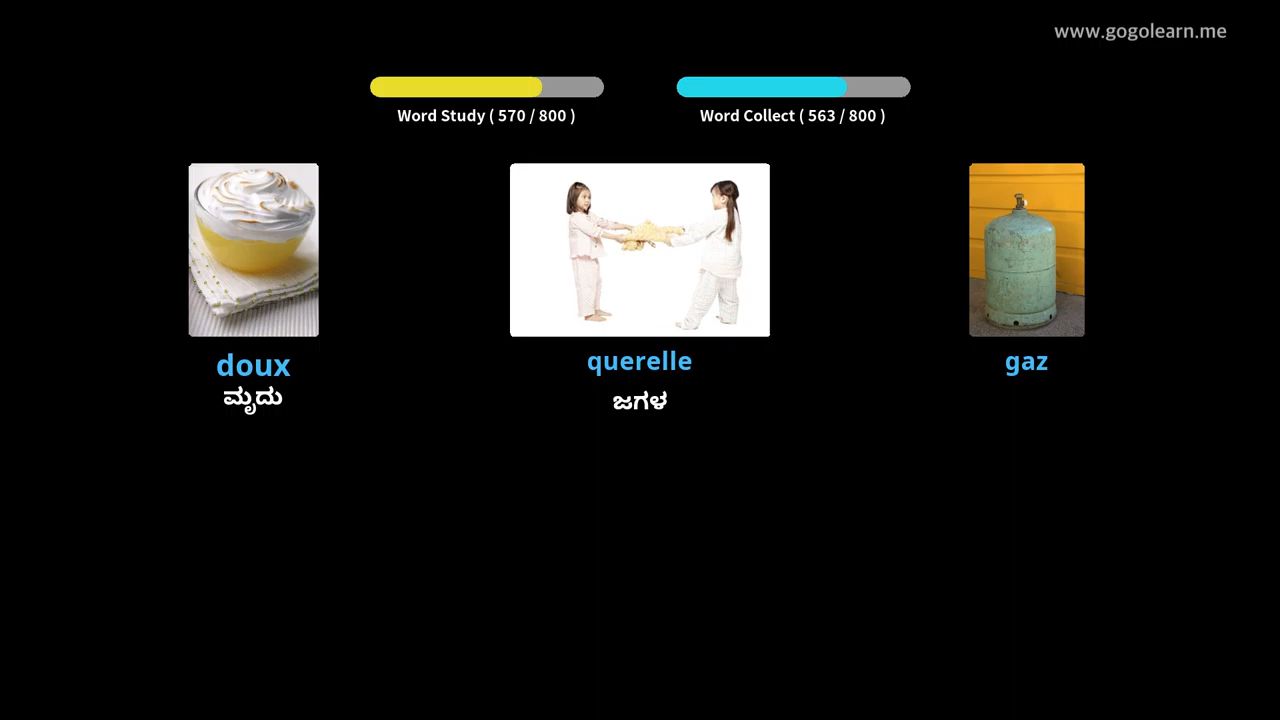 www.gogolearn.me
Word Study ( 570 / 800 )
Word Collect ( 563 / 800 )
doux
ಮೃದು
querelle
ಜಗಳ
gaz